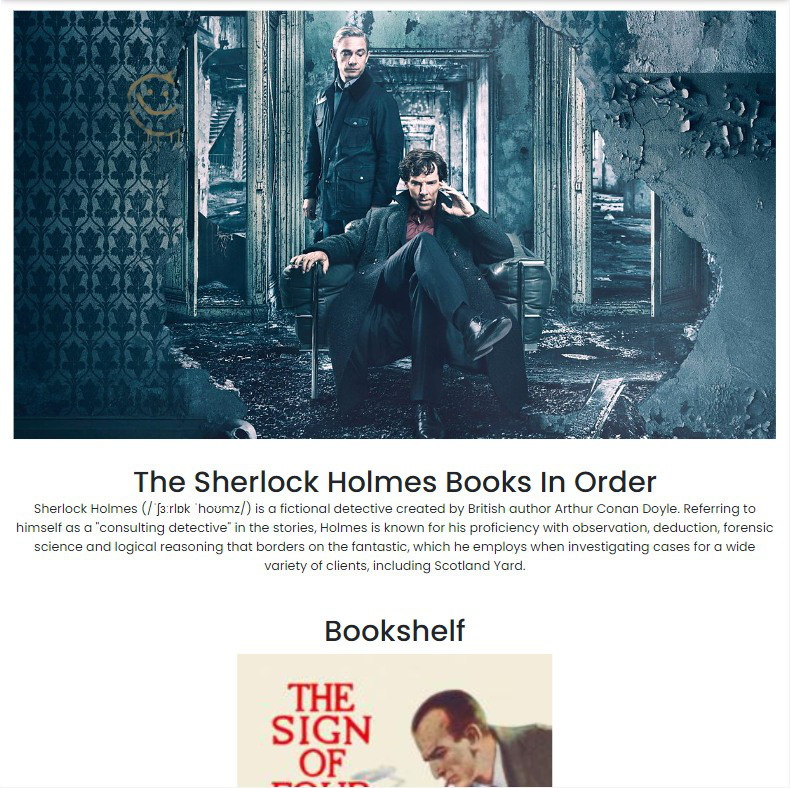 The Sherlock Holmes Books In Order
Sherlock Holmes (/ˈʃɜːrlɒk ˈhoʊmz/) is a fictional detective created by British author Arthur Conan Doyle. Referring to
himself as a "consulting detective" in the stories, Holmes is known for his proficiency with observation, deduction, forensic
science and logical reasoning that borders on the fantastic, which he employs when investigating cases for a wide
variety of clients, including Scotland Yard.
Bookshelf
THE
SIGN
OF
FOUR